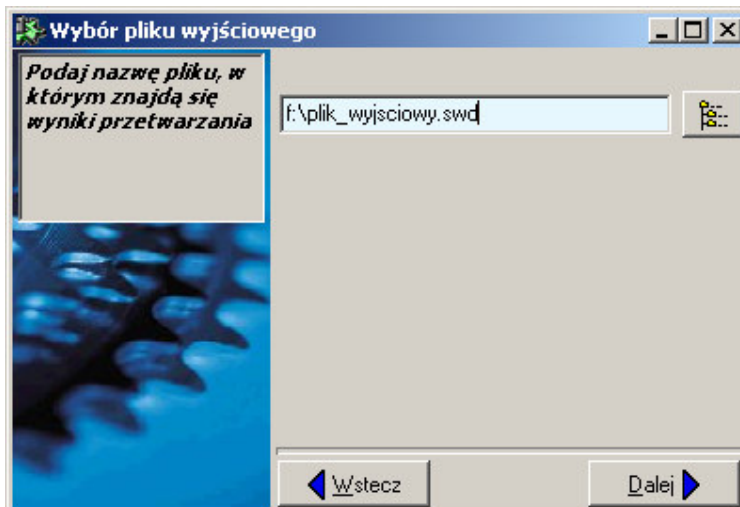 Wybór pliku wyjściowego
Podaj nazwę pliku, w
którym znajdą się
wyniki przetwarzania
f:\plik_wyjsciowy.swd
Wstecz
Dalej